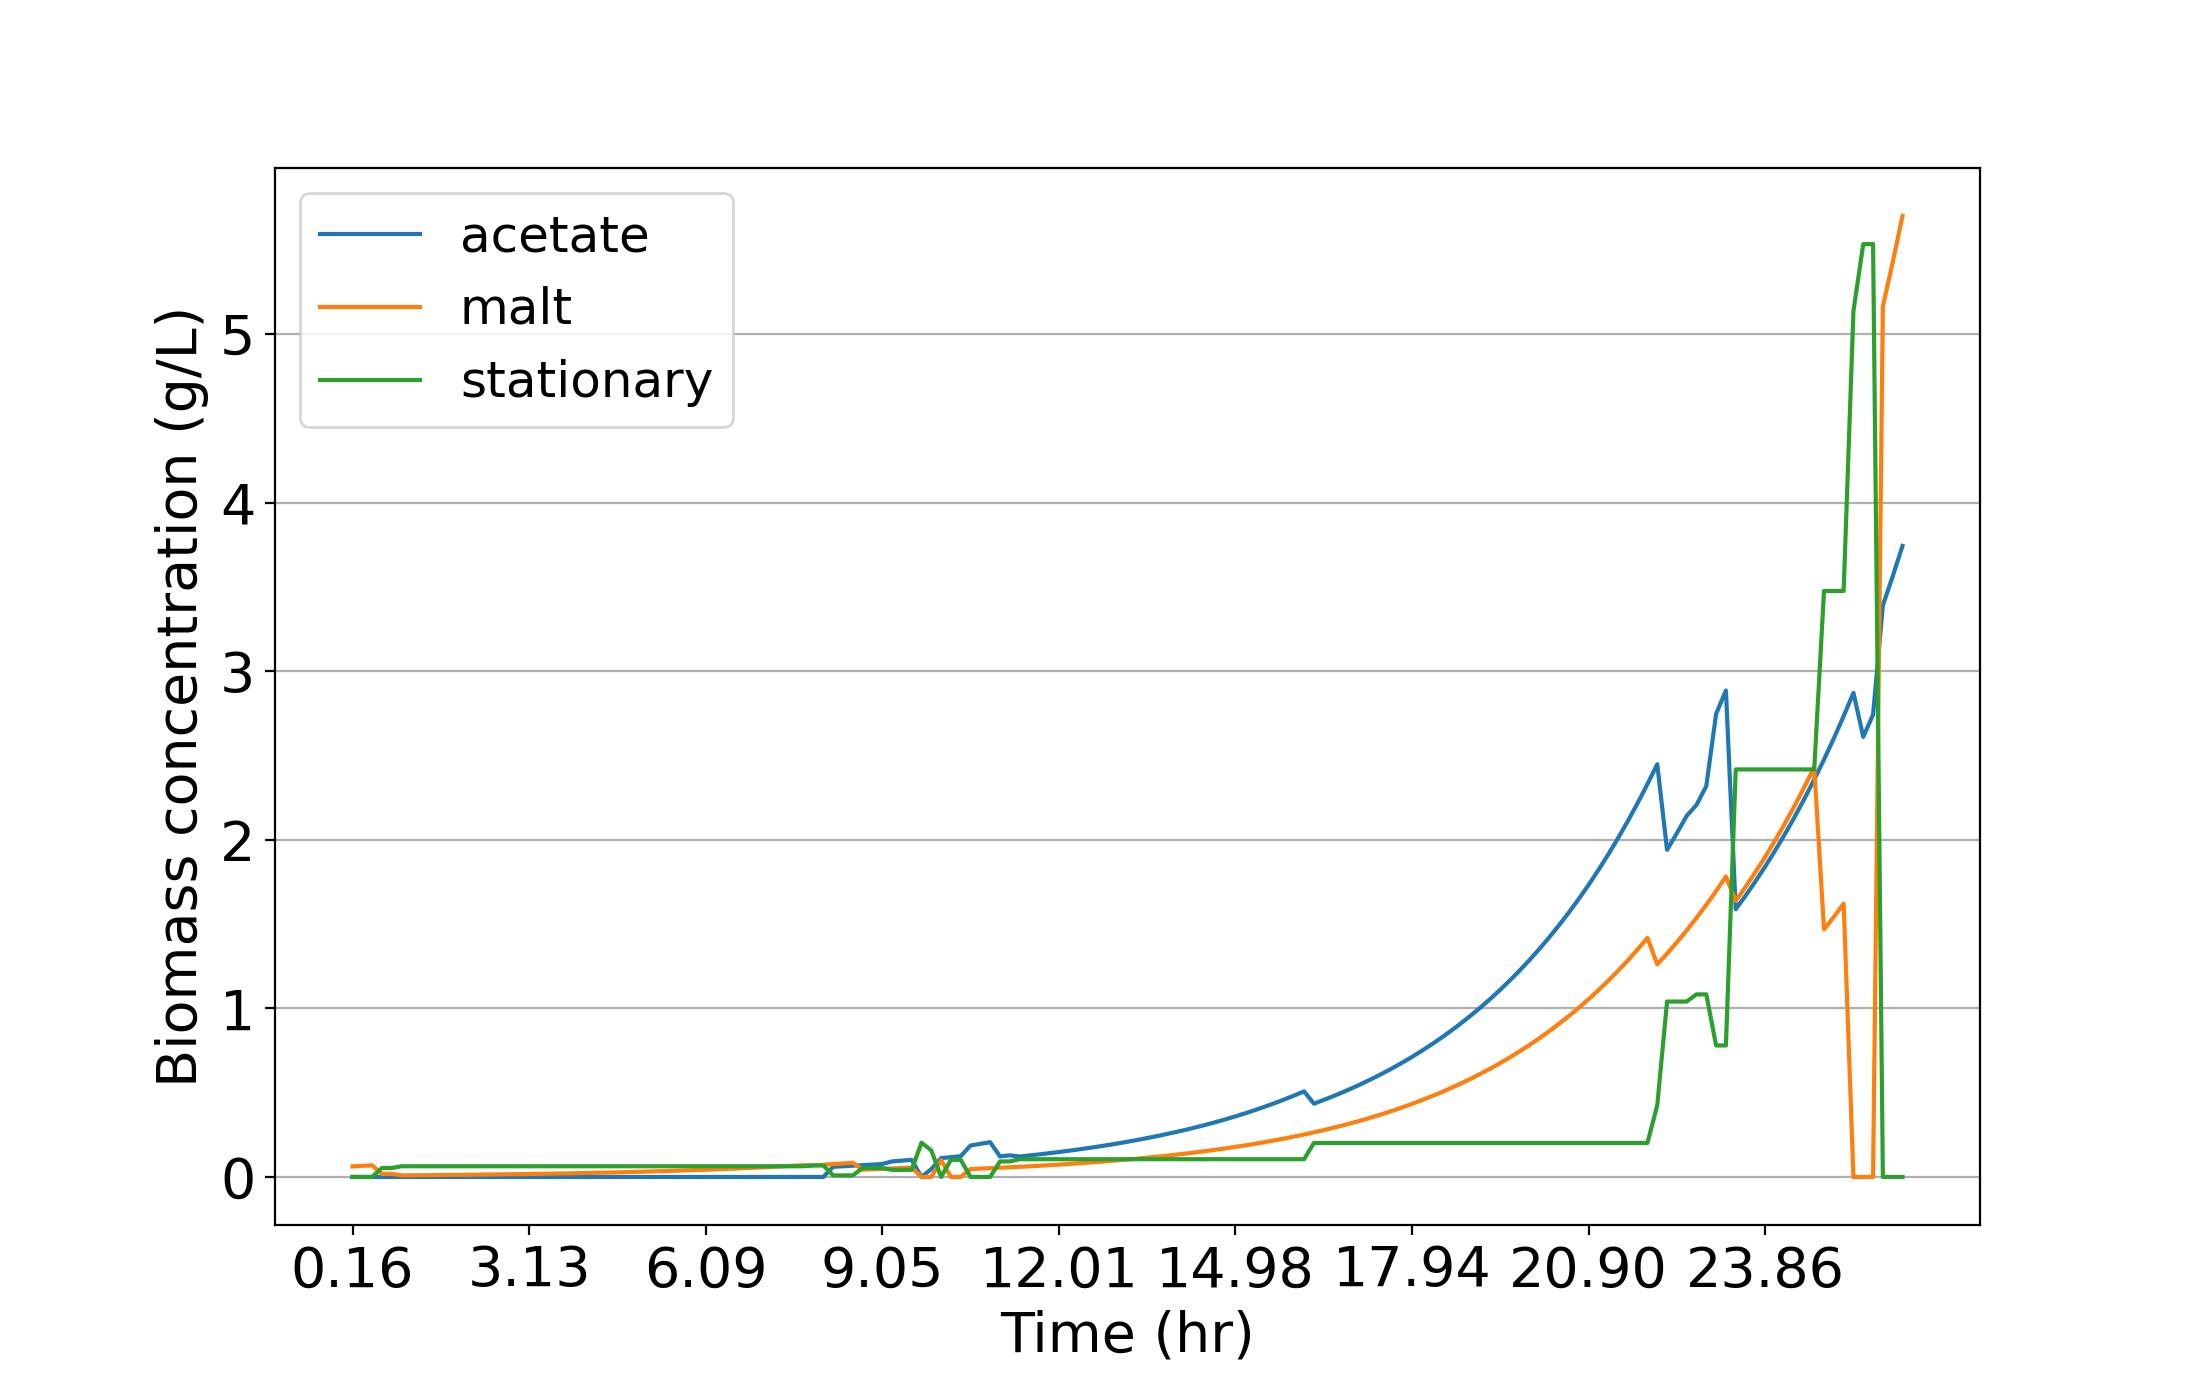 acetate
malt
stationary
Biomass concentration (g/L)
5
4
3
2
1
0
0.16 3.13 6.09 9.05 12.01 14.98 17.94 20.90 23.86
Time (hr)